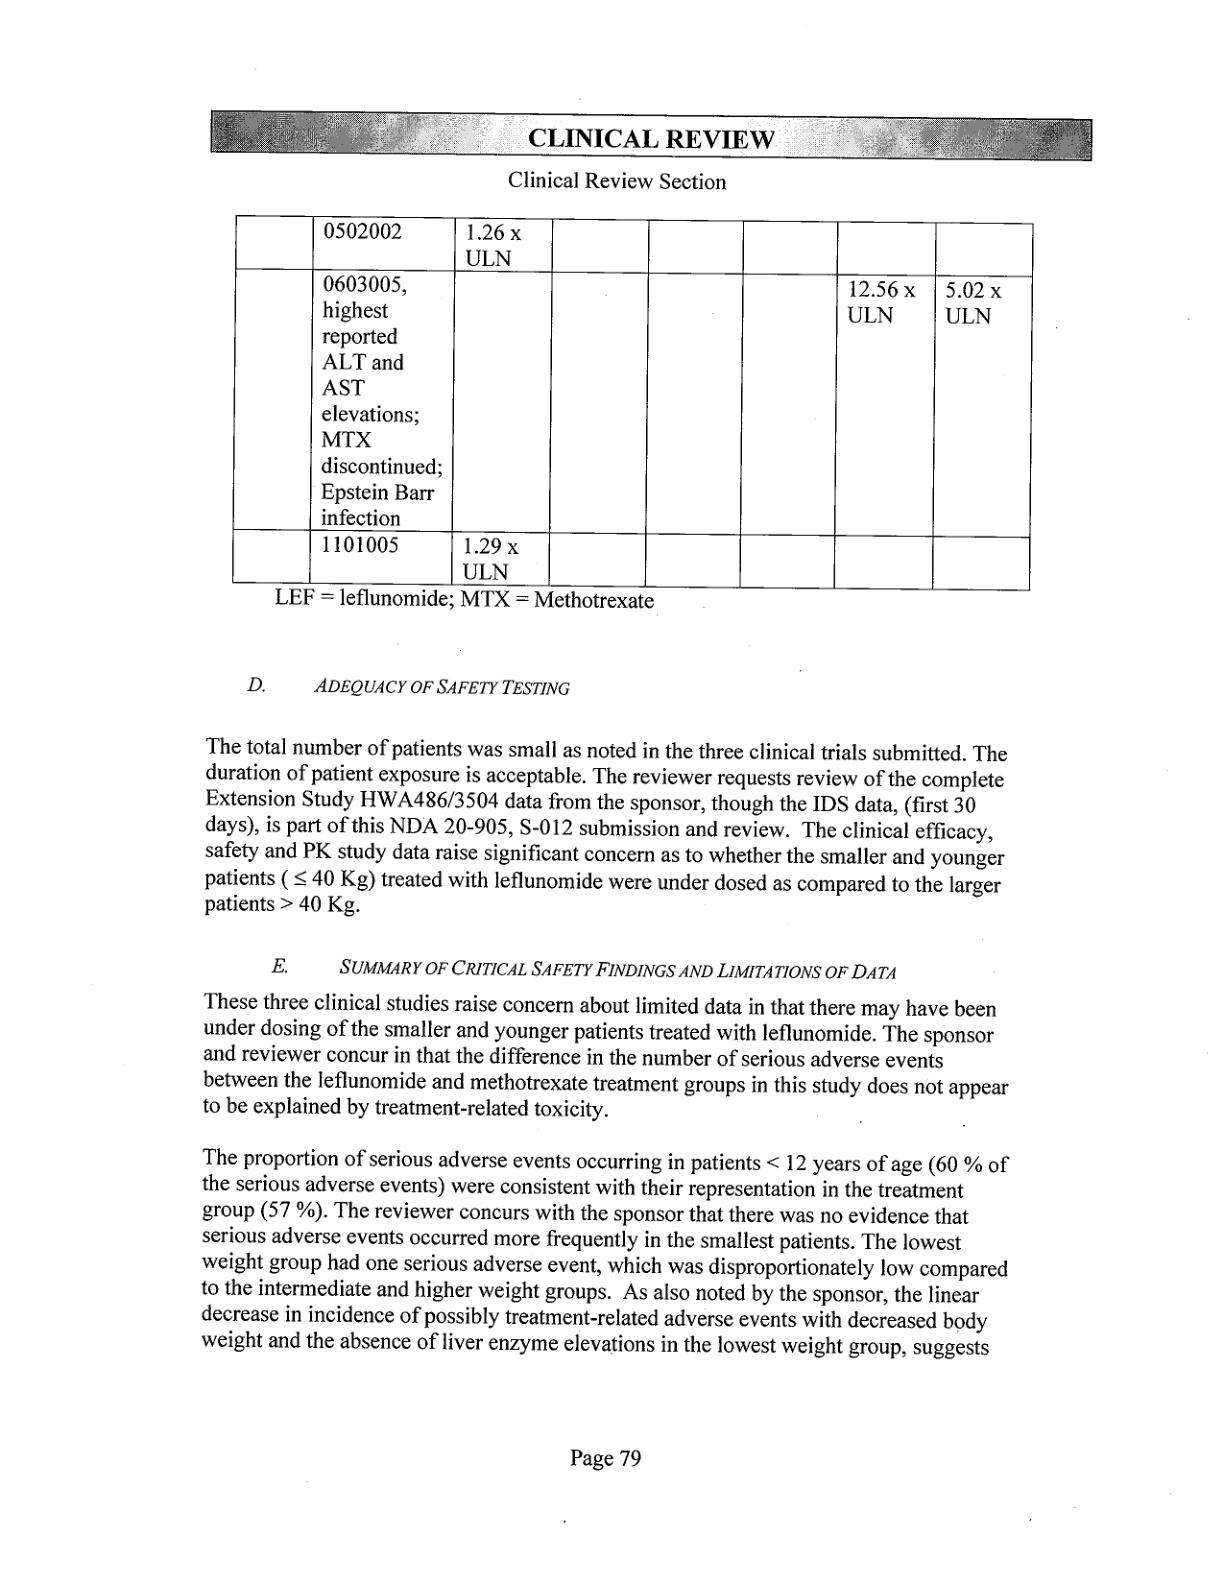 CLINICAL REVIEW
Clinical Review Section
0502002
1.26 x
ULN
0603005,
highest
reported
ALT and
AST
elevations;
MTX
discontinued;
Epstein Barr
infection
12.56 x
ULN
5.02 x
ULN
1101005
1.29 x
ULN
LEF = leflunomide; MTX = Methotrexate
D. ADEQUACY OF SAFETY TESTING
The total number of patients was small as noted in the three clinical trials submitted. The
duration of patient exposure is acceptable. The reviewer requests review of the complete
Extension Study HWA486/3504 data from the sponsor, though the IDS data, (first 30
days), is part of this NDA 20-905, S-012 submission and review. The clinical efficacy,
safety and PK study data raise significant concern as to whether the smaller and younger
patients ( ≤ 40 Kg) treated with leflunomide were under dosed as compared to the larger
patients > 40 Kg.
E. SUMMARY OF CRITICAL SAFETY FINDINGS AND LIMITATIONS OF DATA
These three clinical studies raise concern about limited data in that there may have been
under dosing of the smaller and younger patients treated with leflunomide. The sponsor
and reviewer concur in that the difference in the number of serious adverse events
between the leflunomide and methotrexate treatment groups in this study does not appear
to be explained by treatment-related toxicity.
The proportion of serious adverse events occurring in patients < 12 years of age (60 % of
the serious adverse events) were consistent with their representation in the treatment
group (57 %). The reviewer concurs with the sponsor that there was no evidence that
serious adverse events occurred more frequently in the smallest patients. The lowest
weight group had one serious adverse event, which was disproportionately low compared
to the intermediate and higher weight groups. As also noted by the sponsor, the linear
decrease in incidence of possibly treatment-related adverse events with decreased body
weight and the absence of liver enzyme elevations in the lowest weight group, suggests
Page 79